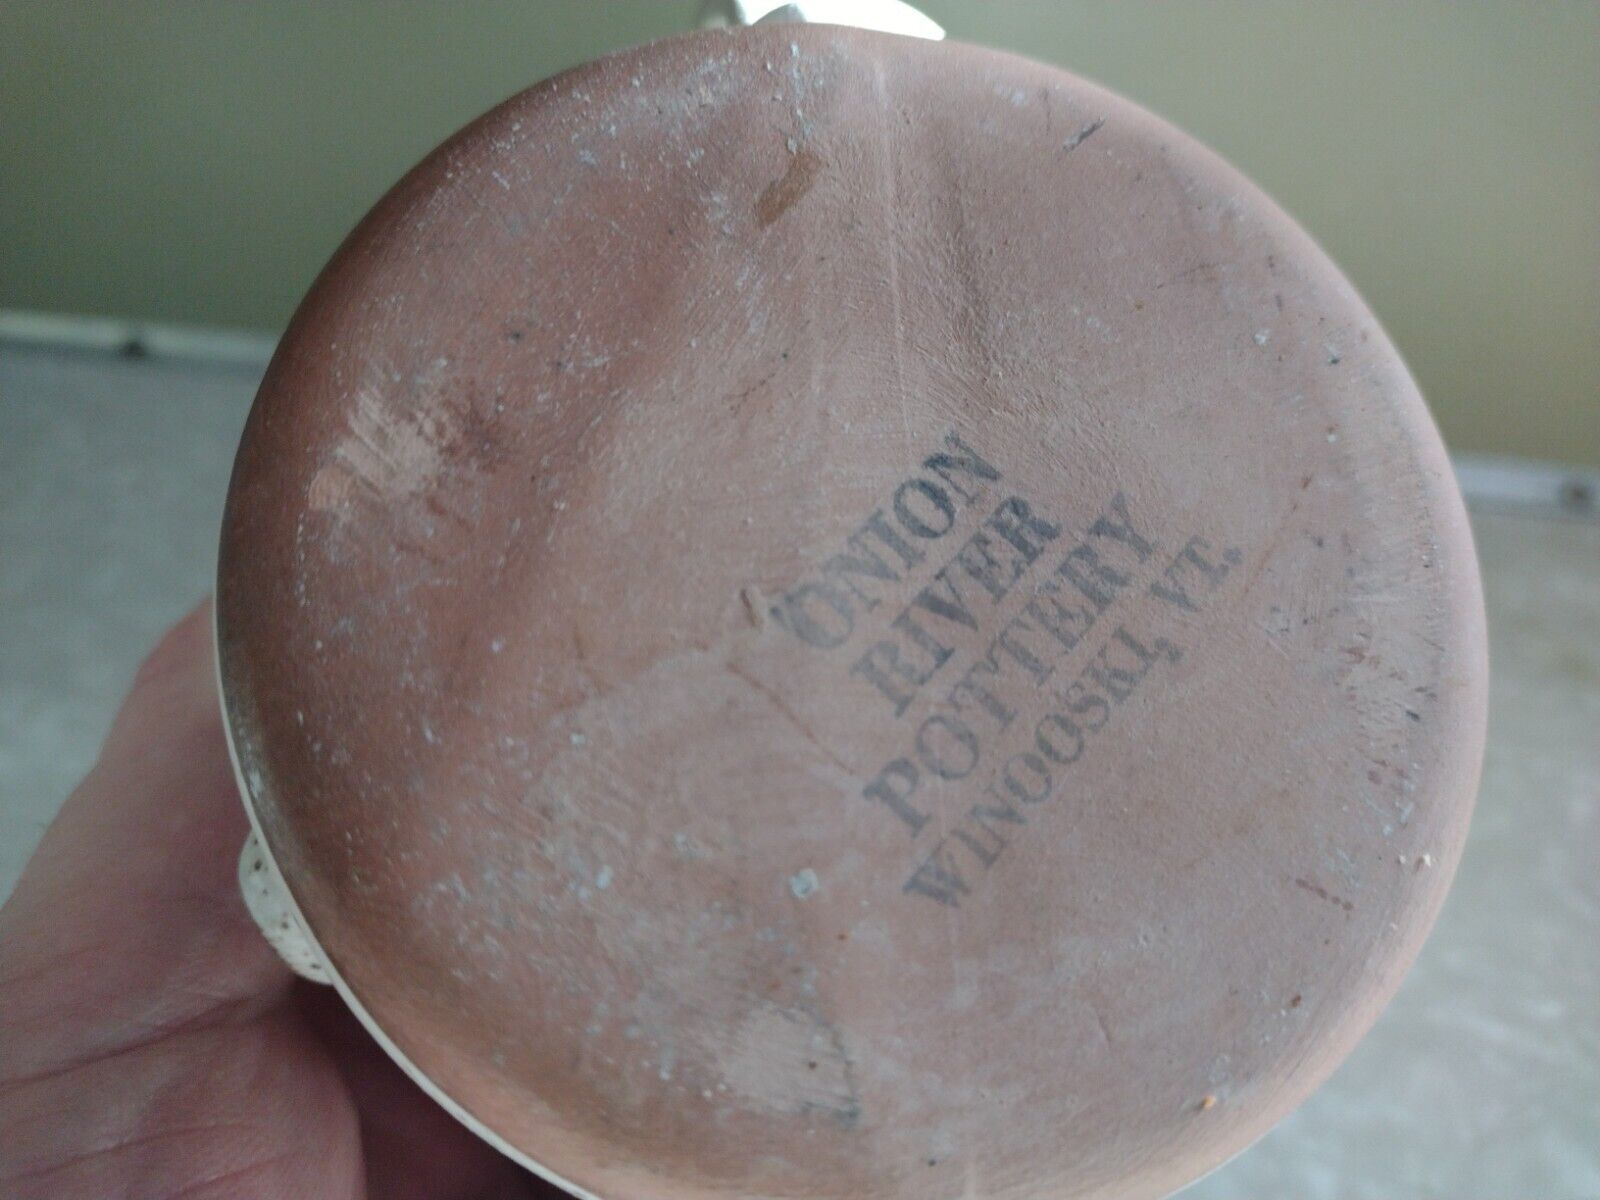 ONION
RIVER
POTTERY
WINOOSKI, VT.